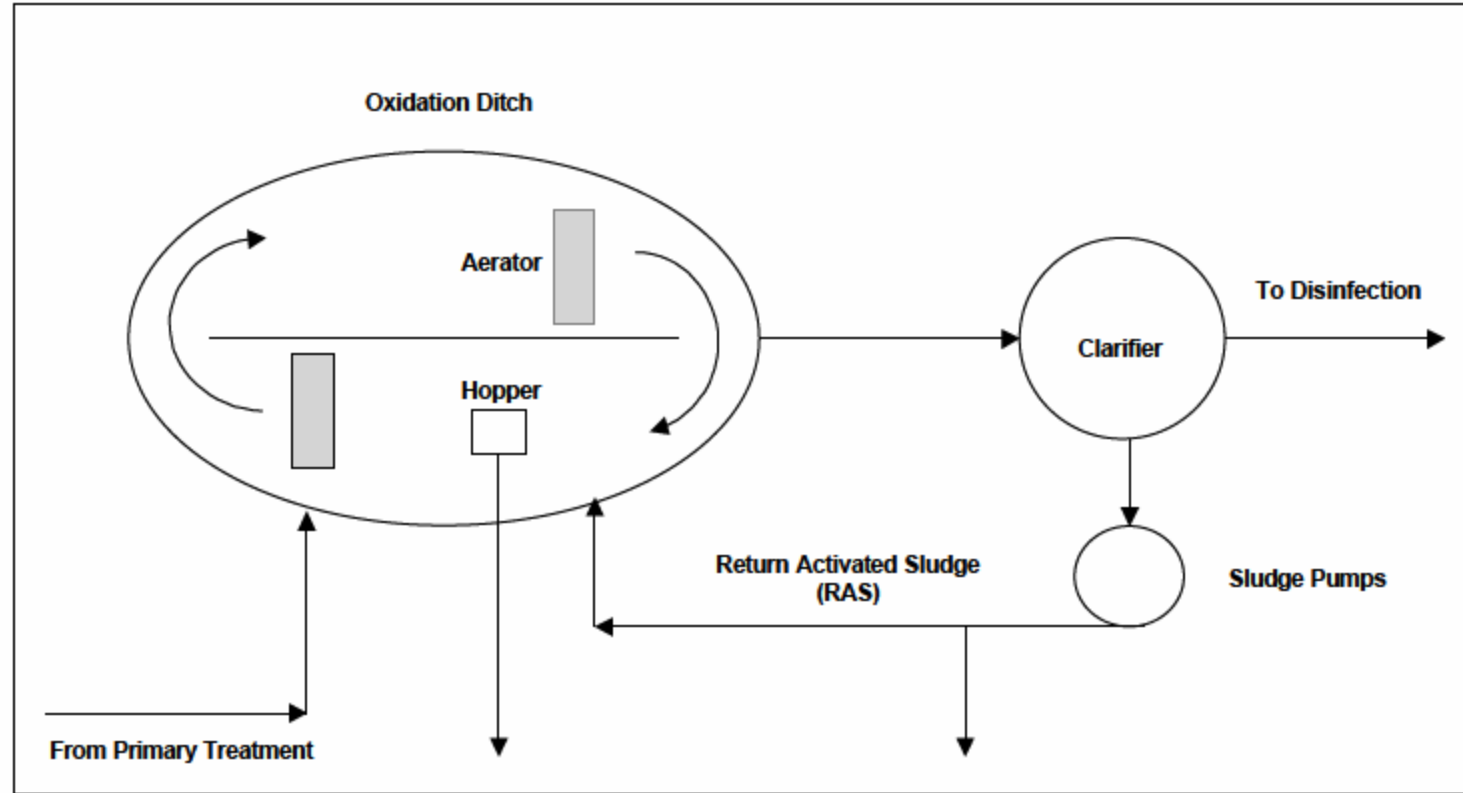 Oxidation Ditch
Aerator
Hopper
Clarifier
To Disinfection
Return Activated Sludge
(RAS)
Sludge Pumps
From Primary Treatment